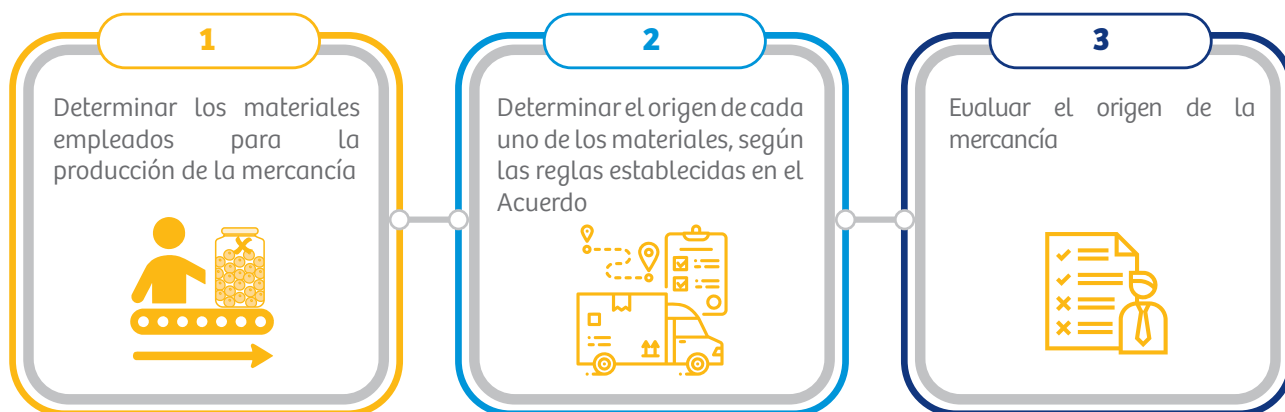 1
Determinar los materiales
empleados para la
producción de la mercancía
2
Determinar el origen de cada
uno de los materiales, según
las reglas establecidas en el
Acuerdo
3
Evaluar el origen de la
mercancía